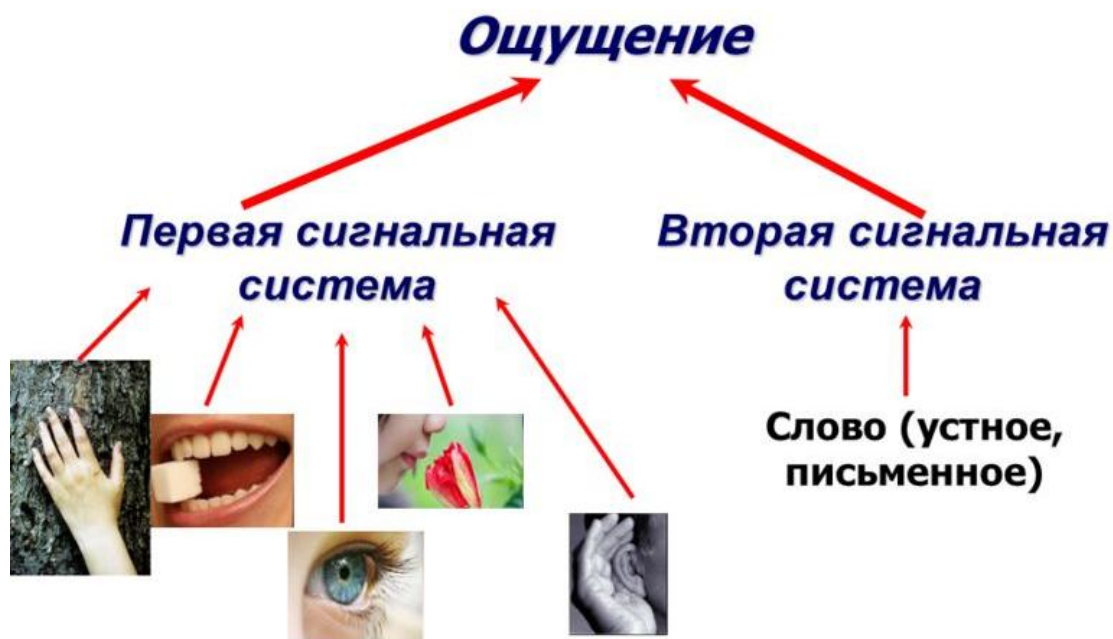 Ощущение
Первая сигнальная
система
Вторая сигнальная
система
Слово (устное,
письменное)